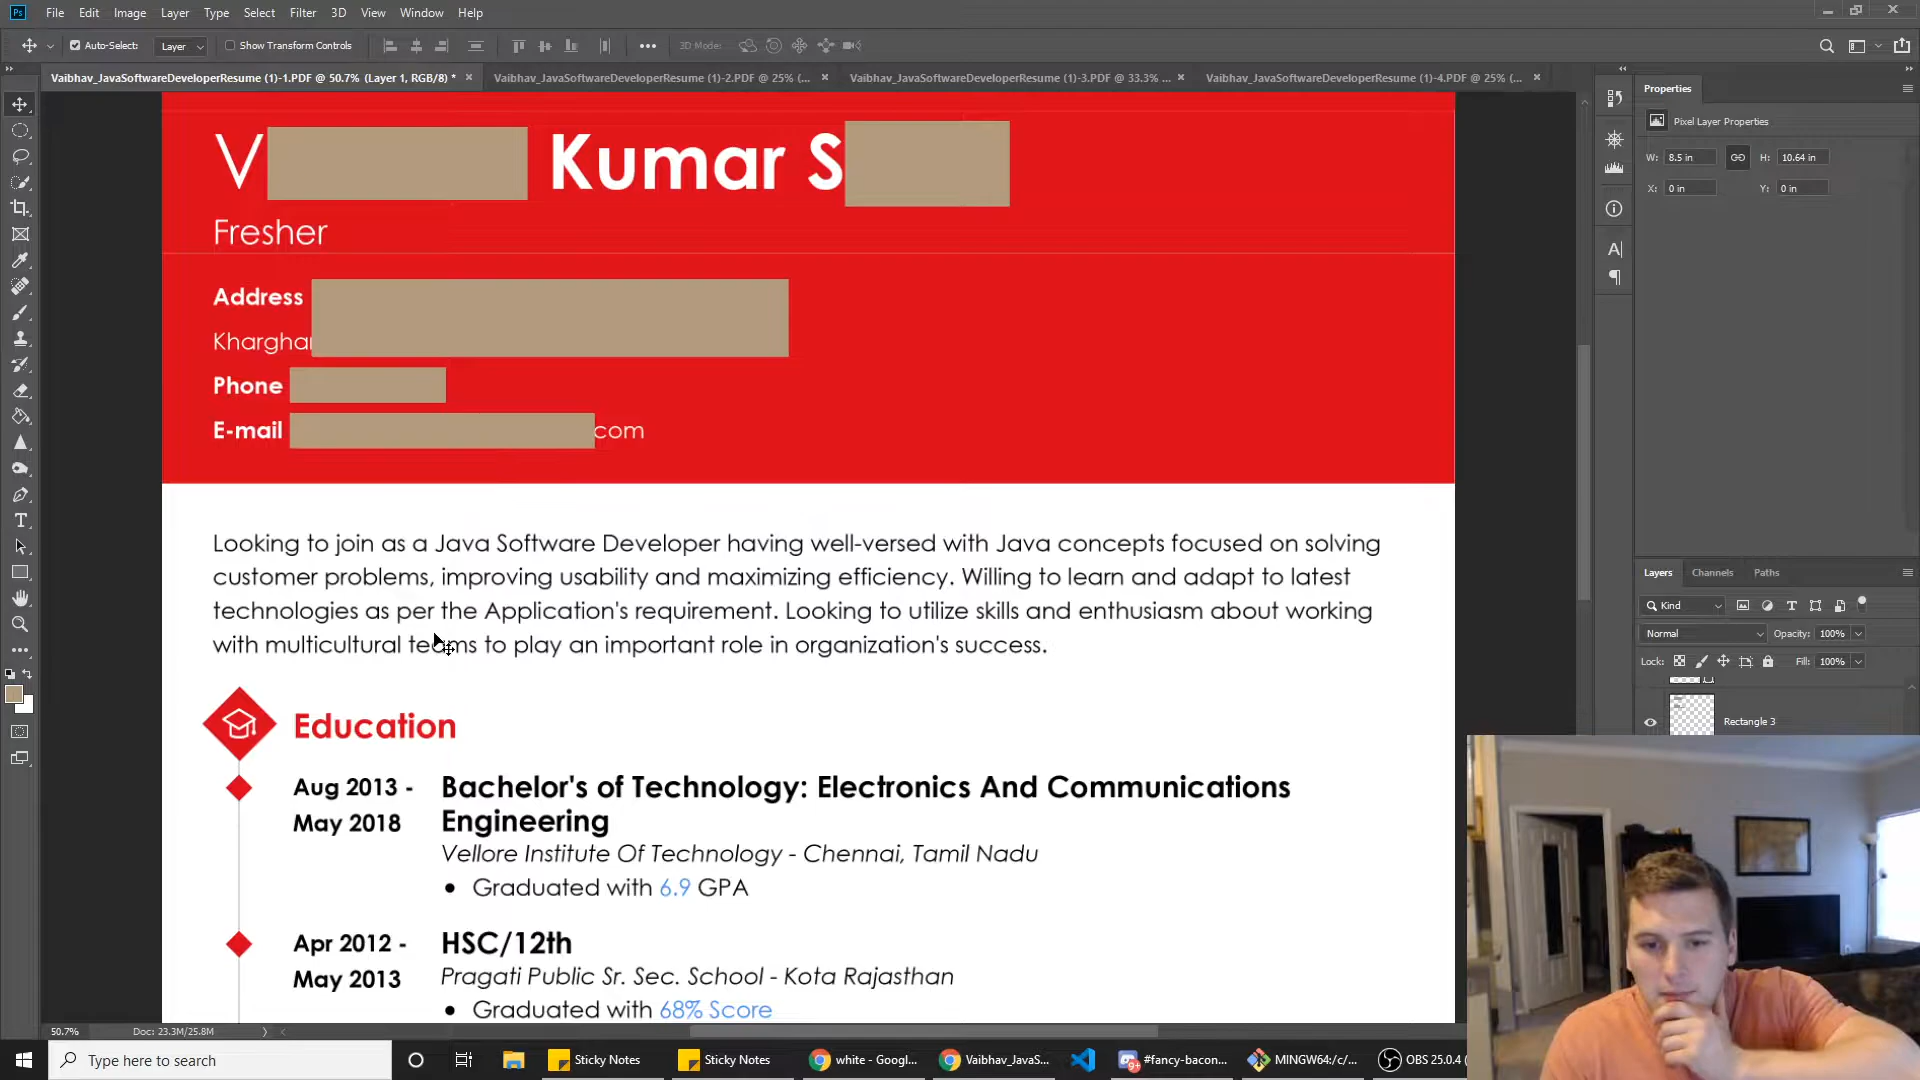 Ps File Edit Image Layer Type Select Filter 3D View Window Help
Auto-Select: Layer Show Transform Controls 3D Mode:
Vaibhav_JavaSoftwareDeveloperResume (1)-1.PDF @ 50.7% (Layer 1, RGB/8) * Vaibhav_JavaSoftwareDeveloperResume (1)-2.PDF @ 25% (... Vaibhav_JavaSoftwareDeveloperResume (1)-3.PDF @ 33.3% ... Vaibhav_JavaSoftwareDeveloperResume (1)-4.PDF @ 25% (...
V Kumar S
Fresher
Address
Kharghar
Phone
E-mail com
Looking to join as a Java Software Developer having well-versed with Java concepts focused on solving
customer problems, improving usability and maximizing efficiency. Willing to learn and adapt to latest
technologies as per the Application's requirement. Looking to utilize skills and enthusiasm about working
with multicultural teams to play an important role in organization's success.
Education
Aug 2013 - Bachelor's of Technology: Electronics And Communications
May 2018 Engineering
Vellore Institute Of Technology - Chennai, Tamil Nadu
• Graduated with 6.9 GPA
Apr 2012 - HSC/12th
May 2013 Pragati Public Sr. Sec. School - Kota Rajasthan
• Graduated with 68% Score
Properties
Pixel Layer Properties
W: 8.5 in H: 10.64 in
X: 0 in Y: 0 in
Layers Channels Paths
Kind
Normal Opacity: 100%
Lock: Fill: 100%
Rectangle 3
50.7% Doc: 23.3M/25.8M
Type here to search Sticky Notes Sticky Notes white - Googl... Vaibhav_JavaS... #fancy-bacon... MINGW64:/c/... OBS 25.0.4 (